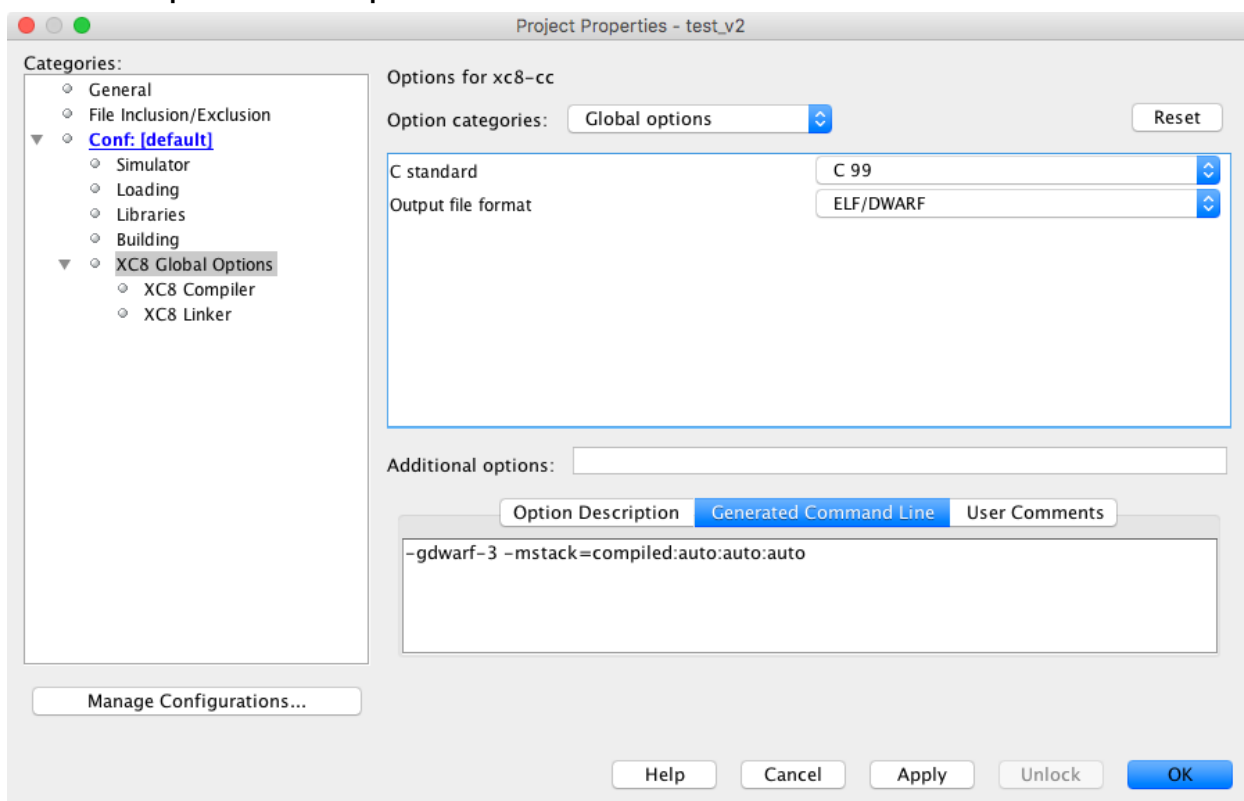 Project Properties - test_v2
Categories:
General
File Inclusion/Exclusion
Conf: [default]
Simulator
Loading
Libraries
Building
XC8 Global Options
XC8 Compiler
XC8 Linker
Manage Configurations...
Options for xc8-cc
Option categories: Global options Reset
C standard C 99
Output file format ELF/DWARF
Additional options:
Option Description Generated Command Line User Comments
-gdwarf-3 -mstack=compiled:auto:auto:auto
Help Cancel Apply Unlock OK